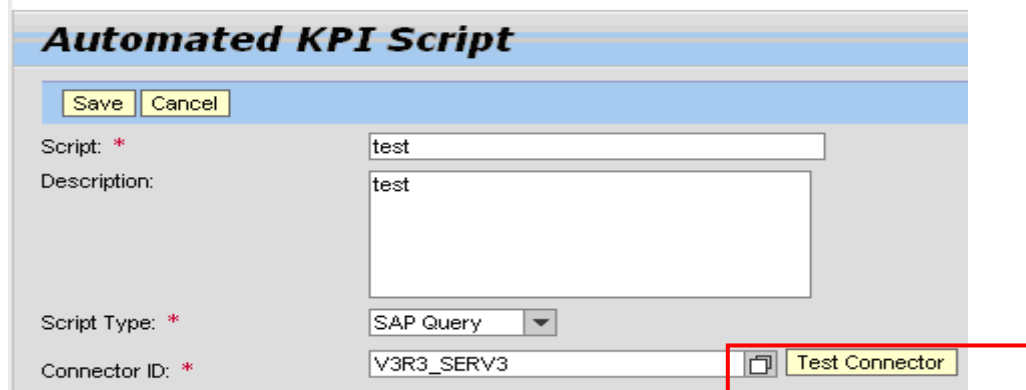 Automated KPI Script
Save Cancel
Script: * test
Description: test
Script Type: * SAP Query
Connector ID: * V3R3_SERV3 Test Connector